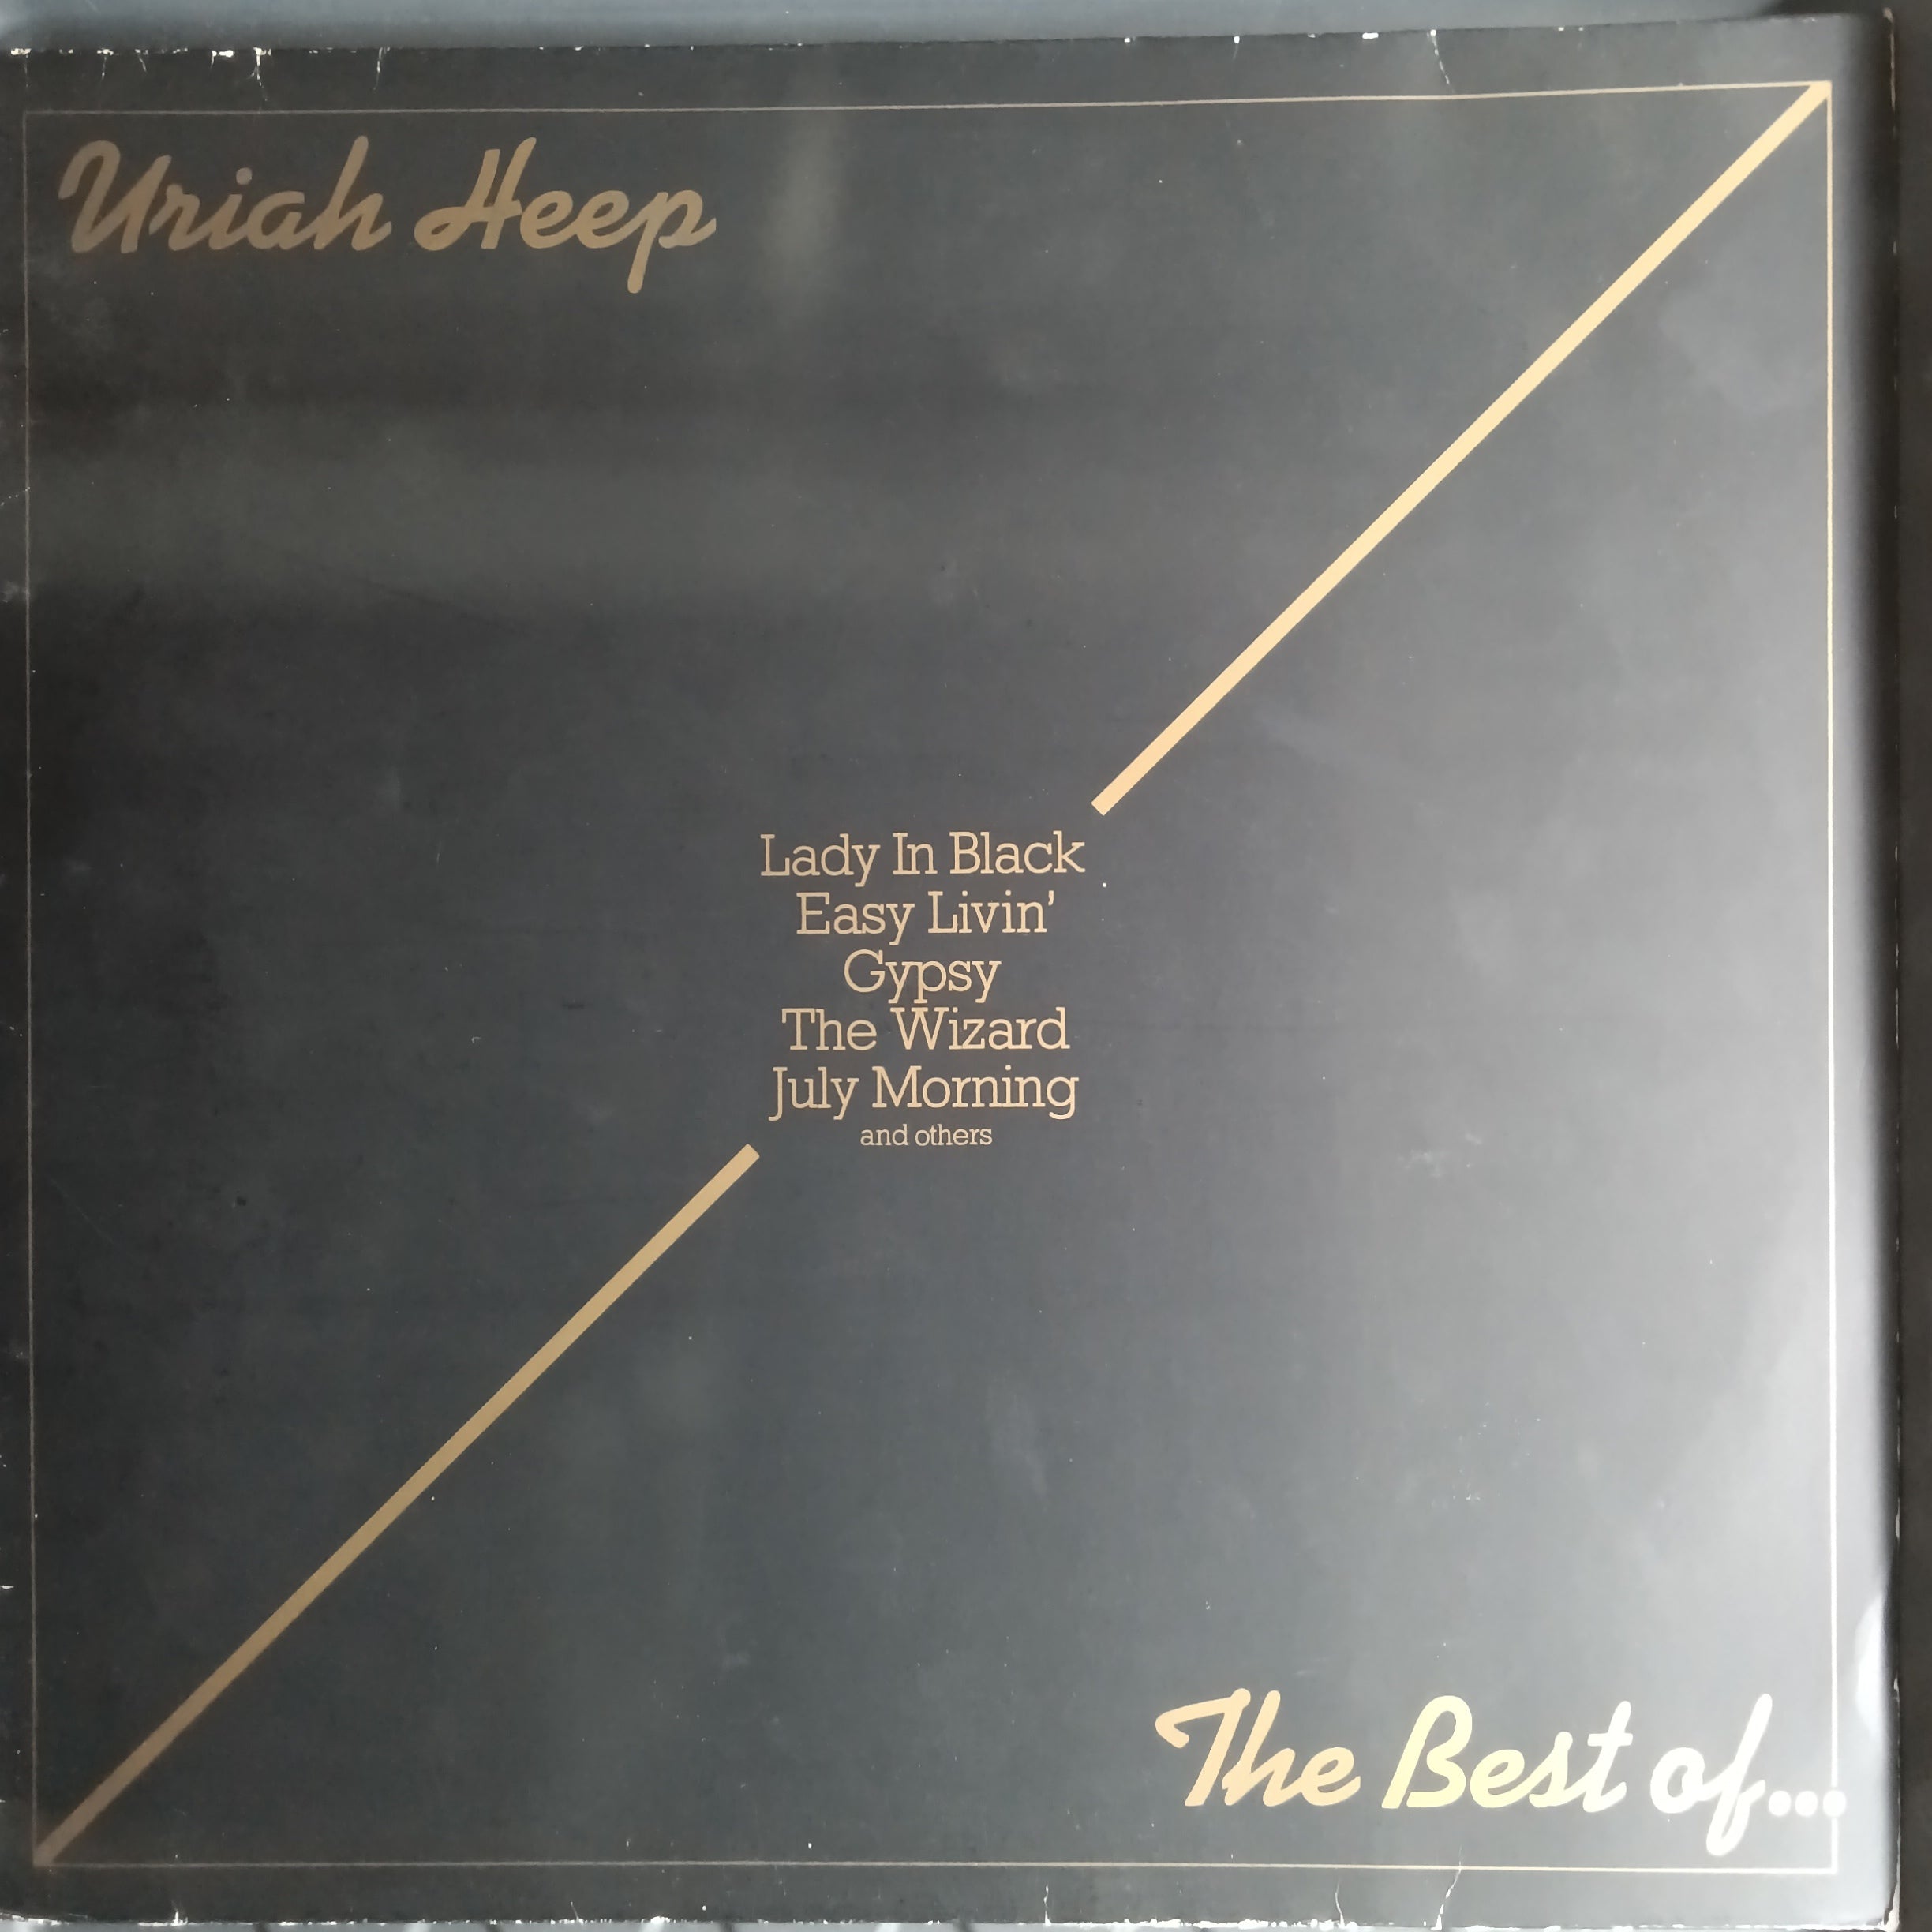 Uriah Heep
Lady In Black
Easy Livin'
Gypsy
The Wizard
July Morning
and others
The Best of...